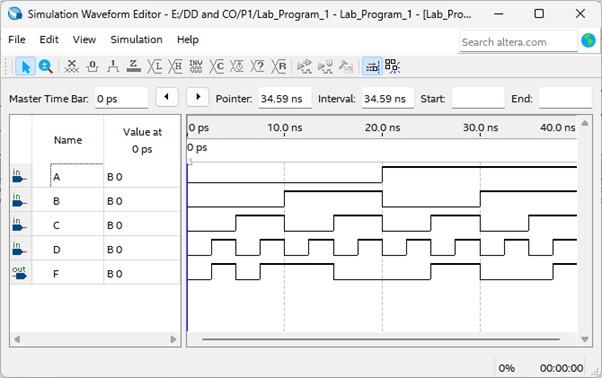 Simulation Waveform Editor - E:/DD and CO/P1/Lab_Program_1 - Lab_Program_1 - [Lab_Pro...
File Edit View Simulation Help
Search altera.com
Master Time Bar: 0 ps Pointer: 34.59 ns Interval: 34.59 ns Start: End:
Name Value at 0 ps
0 ps 10.0 ns 20.0 ns 30.0 ns 40.0 ns
0 ps
in A B 0
in B B 0
in C B 0
in D B 0
out F B 0
0% 00:00:00